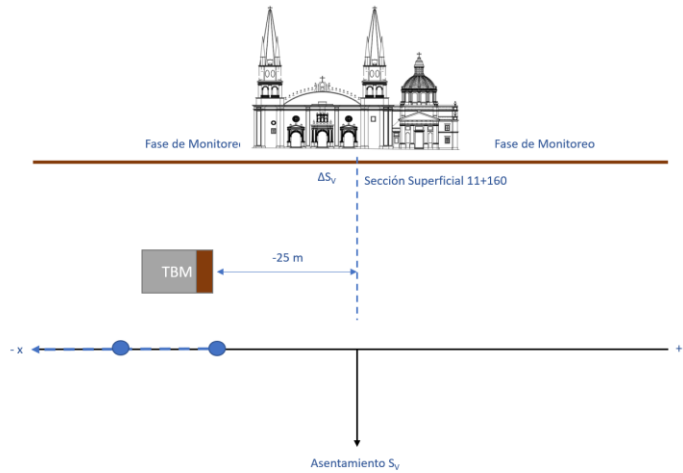 Fase de Monitoreo
Fase de Monitoreo
ΔSᵥ
Sección Superficial 11+160
-25 m
TBM
- x
+
Asentamiento Sᵥ